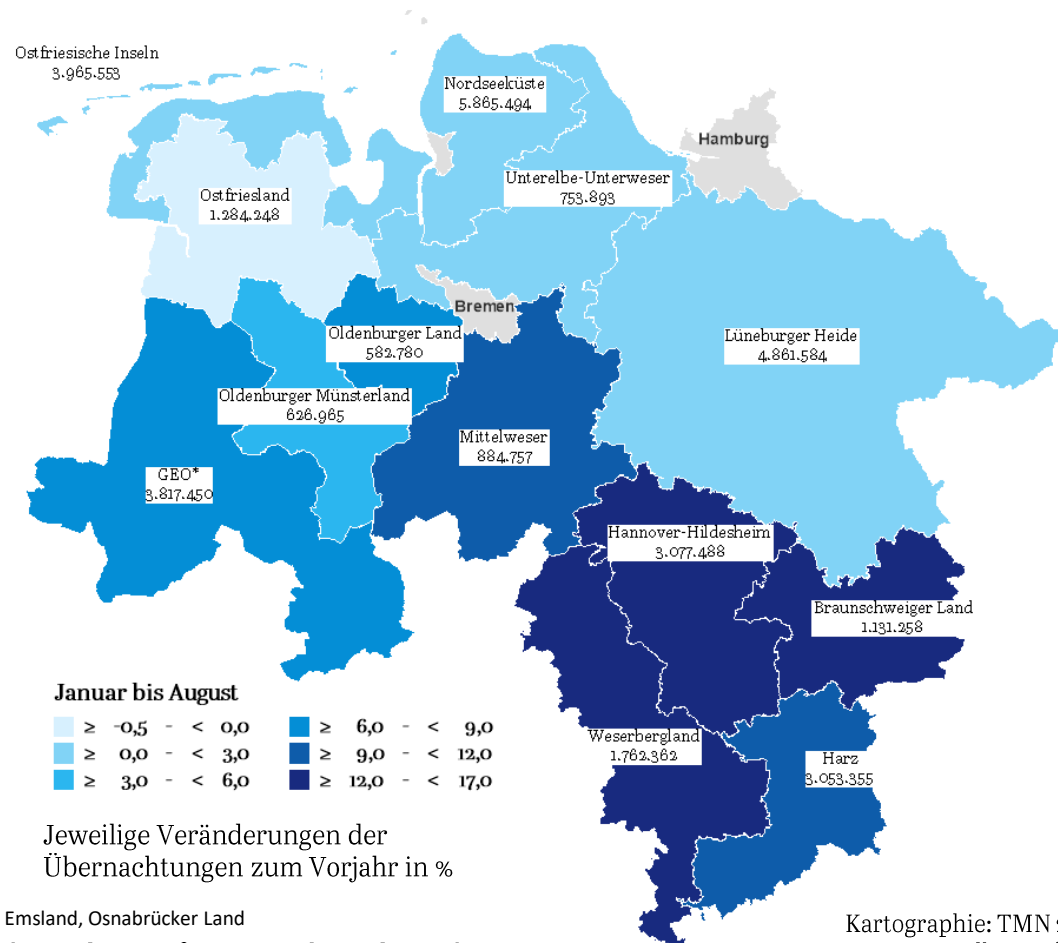 Ostfriesische Inseln
3.965.553
Nordseeküste
5.865.494
Hamburg
Unterelbe-Unterweser
753.893
Ostfriesland
1.284.248
Bremen
Oldenburger Land
582.780
Lüneburger Heide
4.861.584
Oldenburger Münsterland
626.965
Mittelweser
884.757
GEO*
3.817.450
Hannover-Hildesheim
3.077.488
Braunschweiger Land
1.131.258
Weserbergland
1.762.362
Harz
3.053.355
Januar bis August
≥ -0,5 - < 0,0
≥ 0,0 - < 3,0
≥ 3,0 - < 6,0
≥ 6,0 - < 9,0
≥ 9,0 - < 12,0
≥ 12,0 - < 17,0
Jeweilige Veränderungen der
Übernachtungen zum Vorjahr in %
Emsland, Osnabrücker Land
Kartographie: TMN